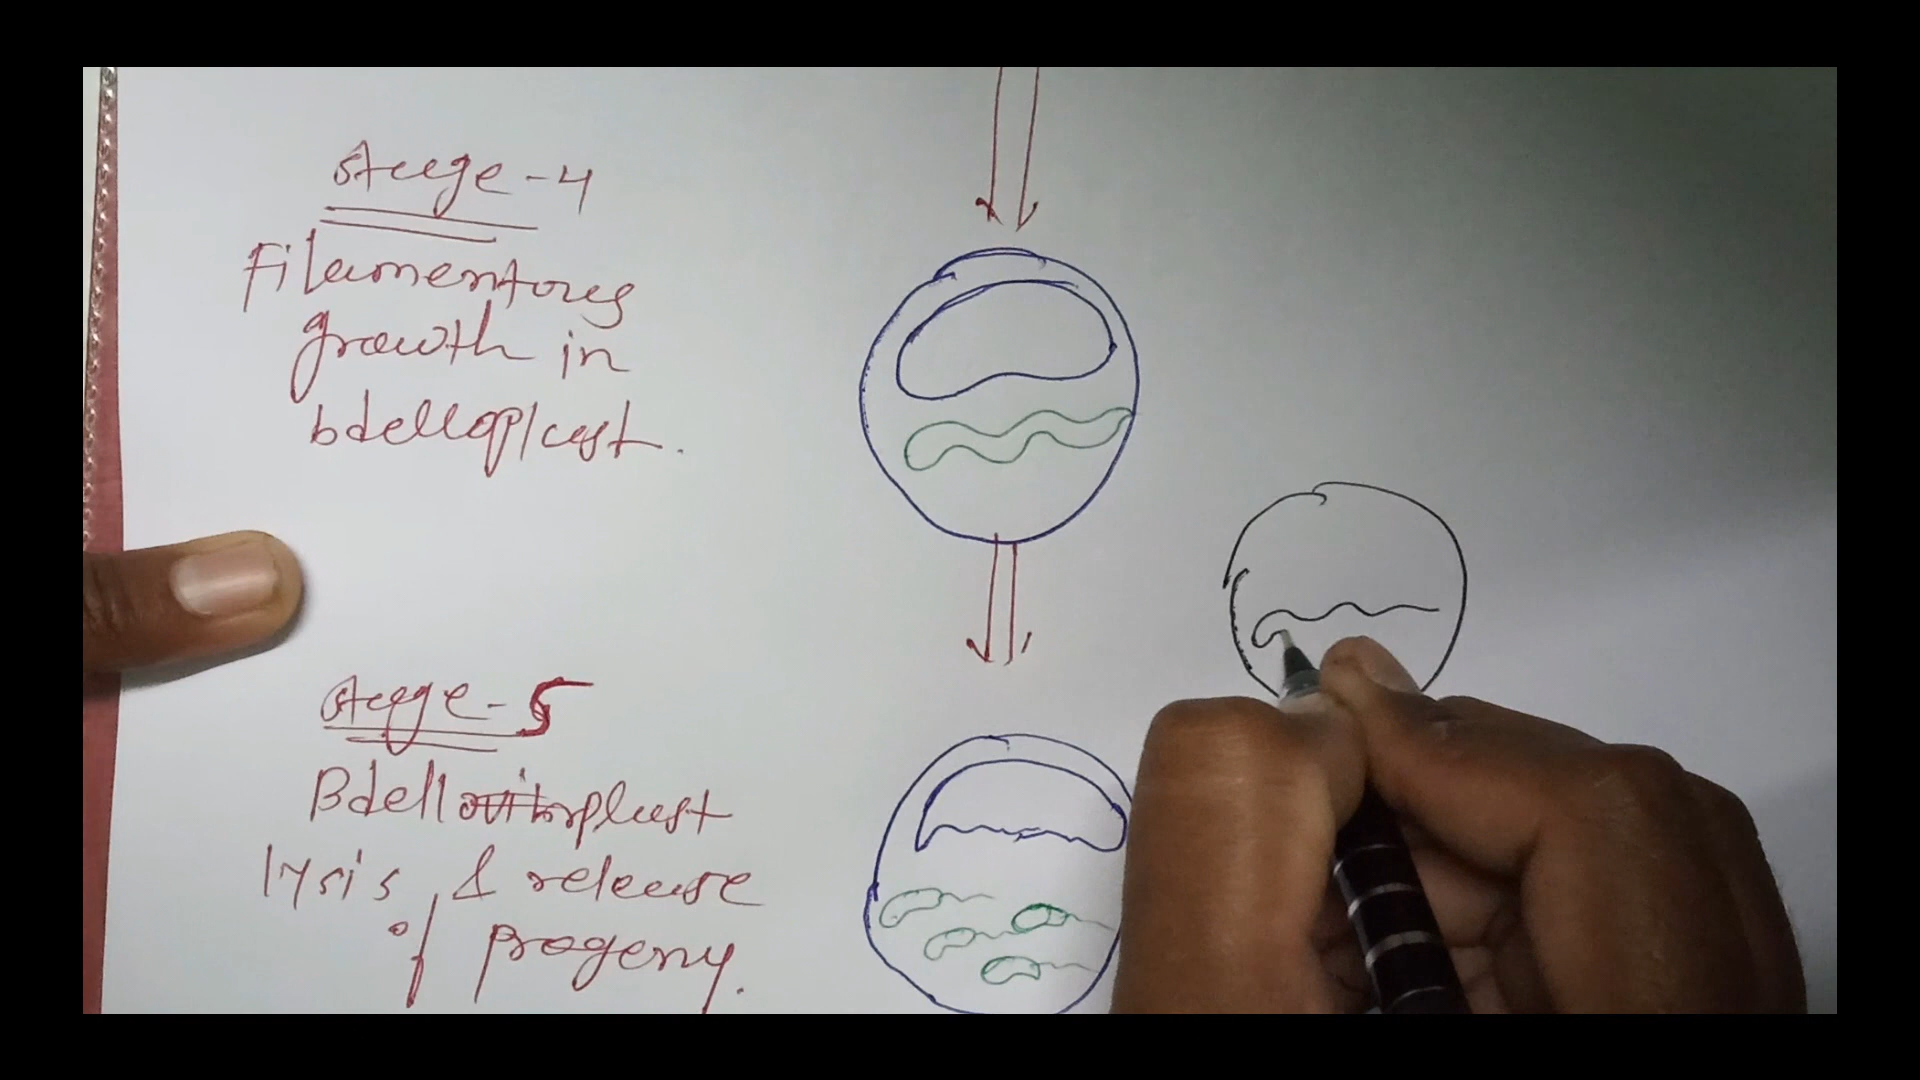 Stage-4
Filamentous
growth in
bdelloplast.
Stage-5
Bdelloplast
lysis & release
of progeny.